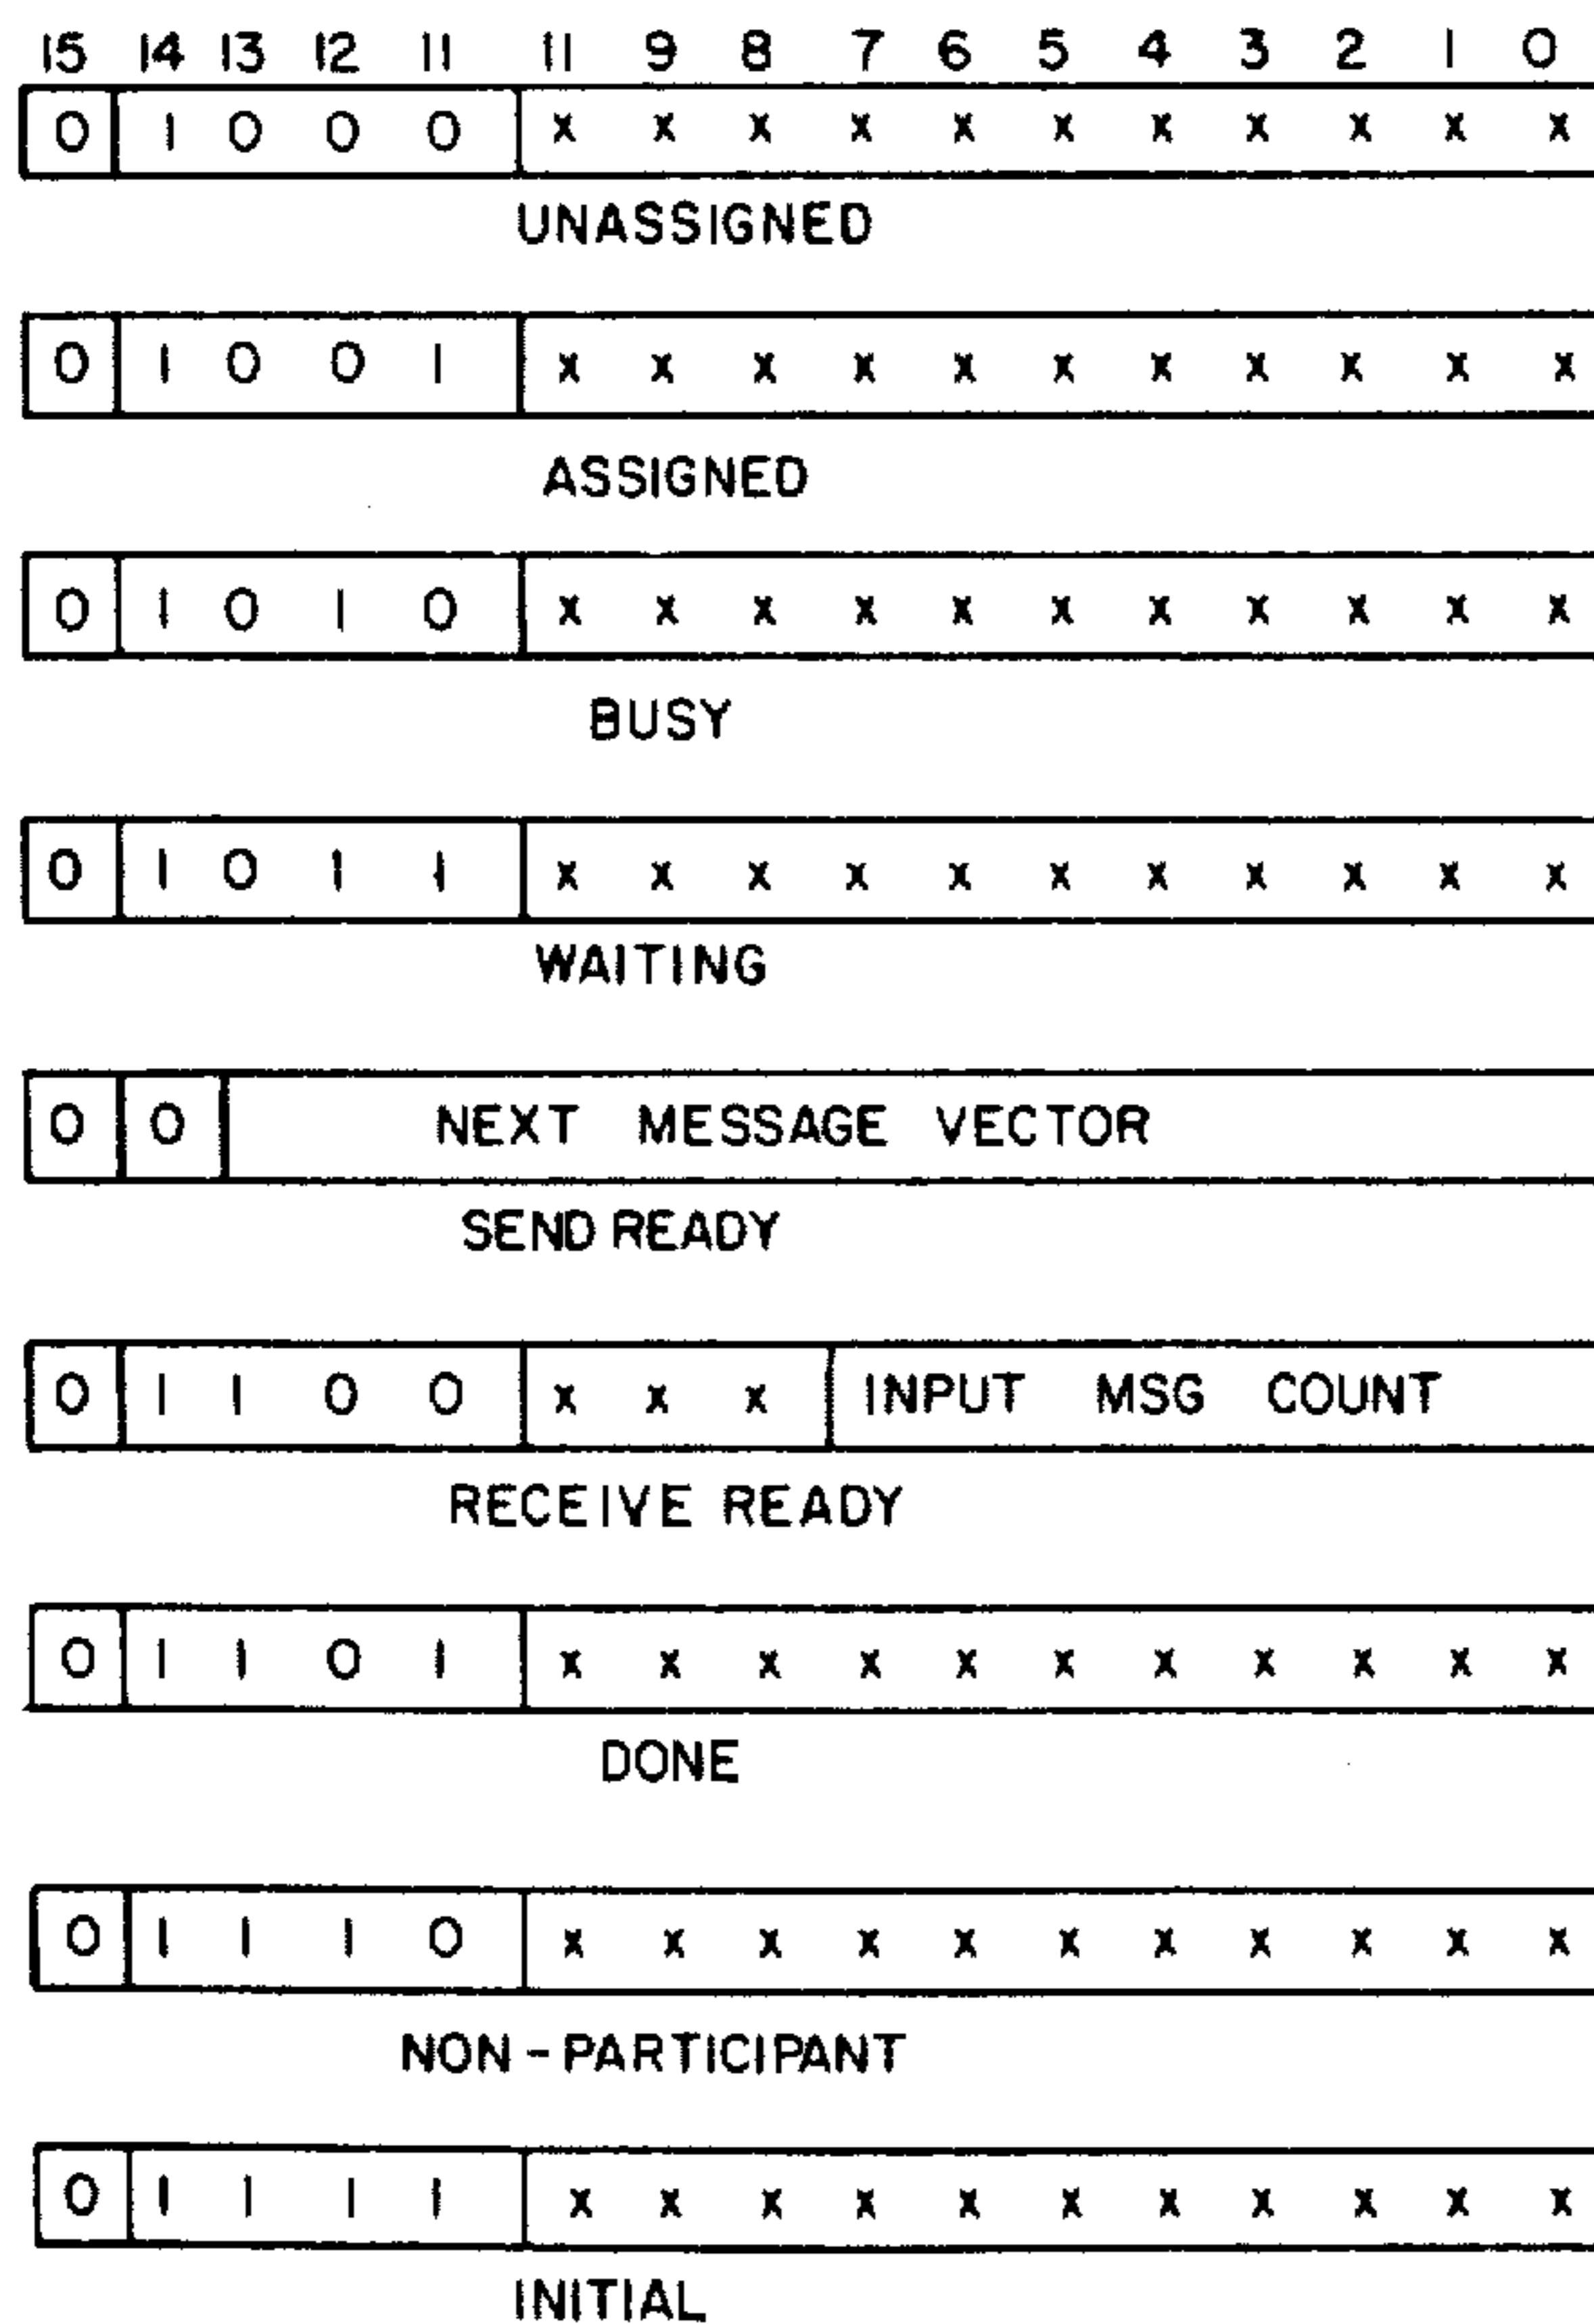 15 14 13 12 11 11 9 8 7 6 5 4 3 2 1 0
0 1 0 0 0 x x x x x x x x x x x
UNASSIGNED
0 1 0 0 1 x x x x x x x x x x x
ASSIGNED
0 1 0 1 0 x x x x x x x x x x x
BUSY
0 1 0 1 1 x x x x x x x x x x x
WAITING
0 0 NEXT MESSAGE VECTOR
SEND READY
0 1 1 0 0 x x x INPUT MSG COUNT
RECEIVE READY
0 1 1 0 1 x x x x x x x x x x x
DONE
0 1 1 1 0 x x x x x x x x x x x
NON-PARTICIPANT
0 1 1 1 1 x x x x x x x x x x x
INITIAL